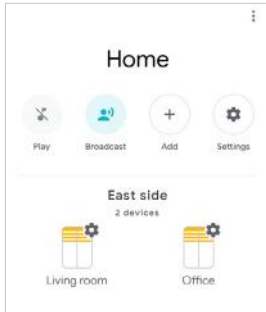 Home
Play Broadcast Add Settings
East side
2 devices
Living room Office